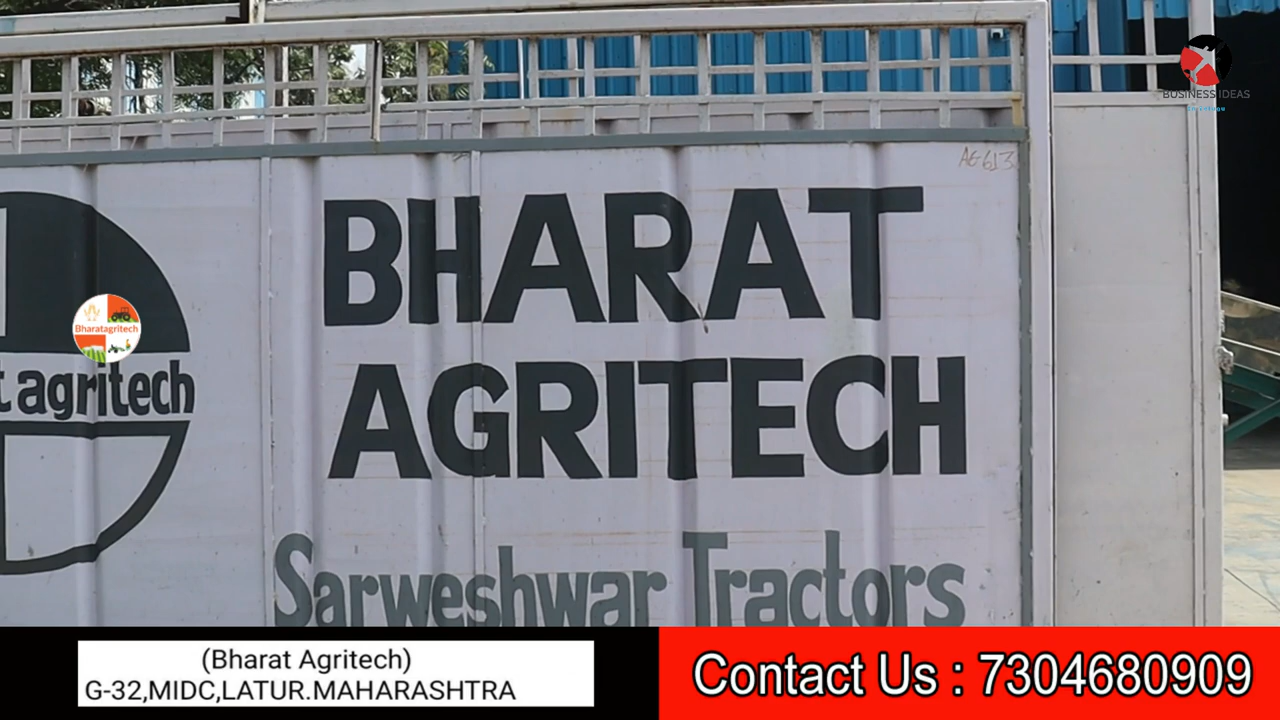 BUSINESS IDEAS
AG 613
BHARAT
AGRITECH
Bharatagritech
t agritech
Sarweshwar Tractors
(Bharat Agritech)
G-32,MIDC,LATUR.MAHARASHTRA
Contact Us : 7304680909